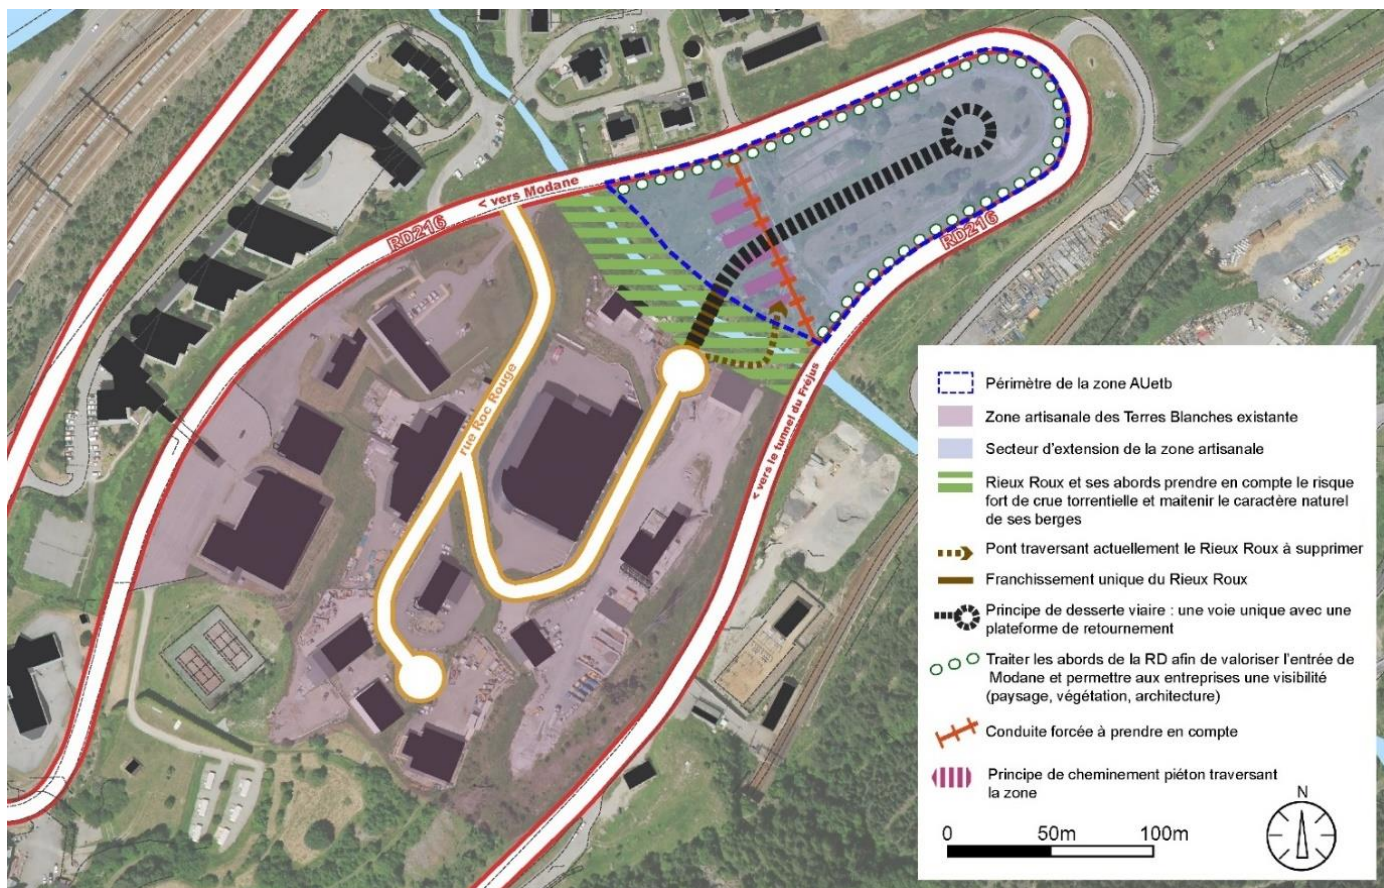 < vers Modane
RD216
RD216
rue Roc Rouge
< vers le tunnel du Fréjus
Périmètre de la zone AUetb
Zone artisanale des Terres Blanches existante
Secteur d'extension de la zone artisanale
Rieux Roux et ses abords prendre en compte le risque
fort de crue torrentielle et maitenir le caractère naturel
de ses berges
Pont traversant actuellement le Rieux Roux à supprimer
Franchissement unique du Rieux Roux
Principe de desserte viaire : une voie unique avec une
plateforme de retournement
Traiter les abords de la RD afin de valoriser l'entrée de
Modane et permettre aux entreprises une visibilité
(paysage, végétation, architecture)
Conduite forcée à prendre en compte
Principe de cheminement piéton traversant
la zone
N
0 50m 100m